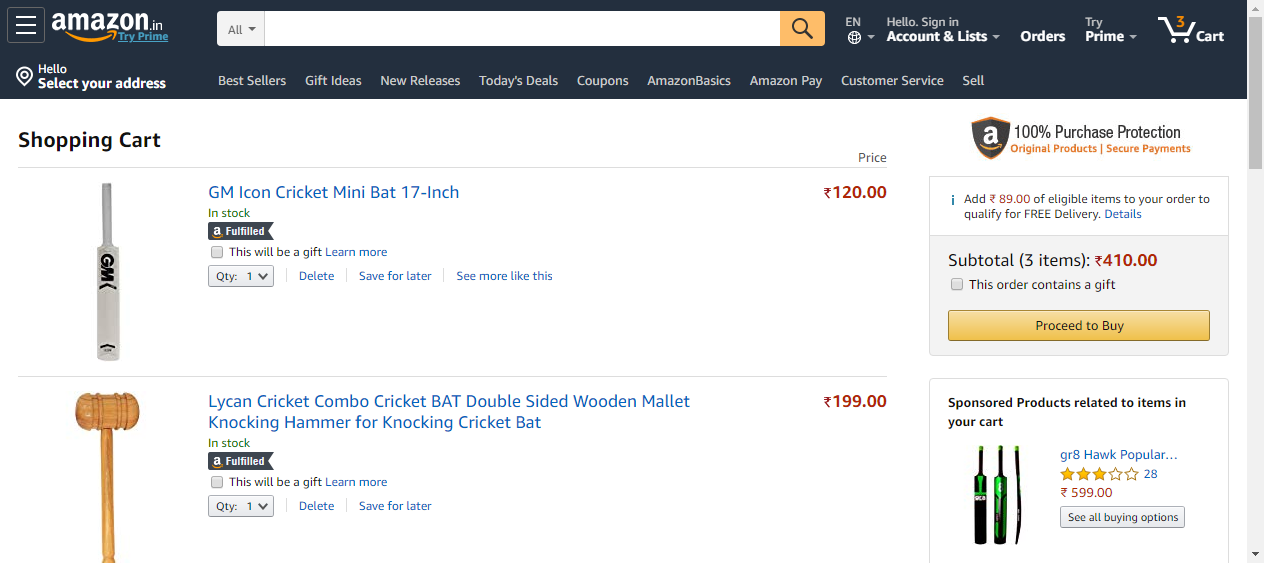 amazon.in
Try Prime
All
EN
Hello. Sign in
Account & Lists
Orders
Try
Prime
3
Cart
Hello
Select your address
Best Sellers
Gift Ideas
New Releases
Today's Deals
Coupons
AmazonBasics
Amazon Pay
Customer Service
Sell
Shopping Cart
Price
GM Icon Cricket Mini Bat 17-Inch
₹120.00
In stock
a Fulfilled
This will be a gift Learn more
Qty: 1
Delete
Save for later
See more like this
GM
Lycan Cricket Combo Cricket BAT Double Sided Wooden Mallet
Knocking Hammer for Knocking Cricket Bat
₹199.00
In stock
a Fulfilled
This will be a gift Learn more
Qty: 1
Delete
Save for later
a
100% Purchase Protection
Original Products | Secure Payments
i Add ₹ 89.00 of eligible items to your order to
qualify for FREE Delivery. Details
Subtotal (3 items): ₹410.00
This order contains a gift
Proceed to Buy
Sponsored Products related to items in
your cart
gr8 Hawk Popular...
28
₹ 599.00
See all buying options